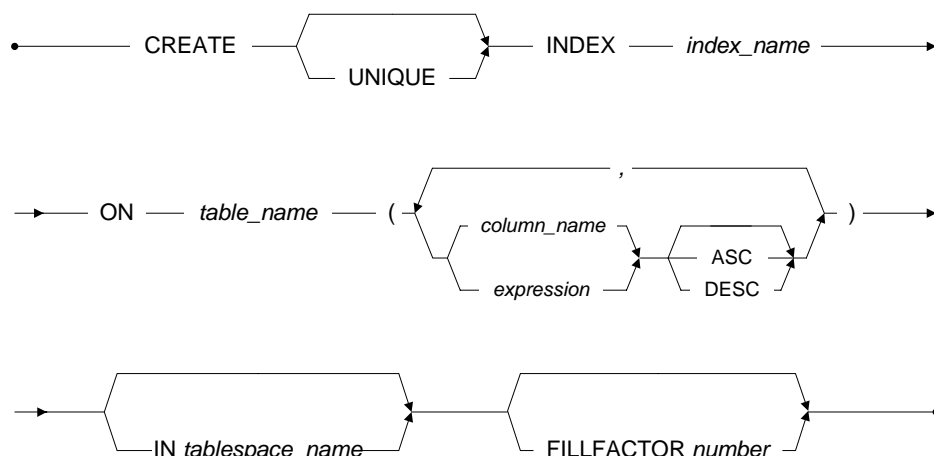 CREATE UNIQUE INDEX index_name
ON table_name ( column_name expression , ASC DESC )
IN tablespace_name FILLFACTOR number